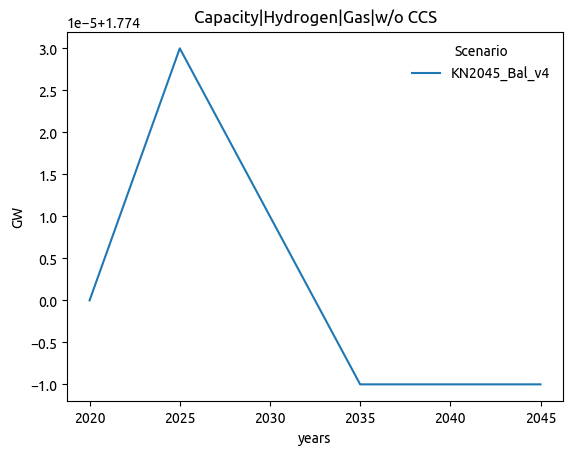 Capacity|Hydrogen|Gas|w/o CCS
1e−5+1.774
3.0
2.5
2.0
1.5
1.0
0.5
0.0
−0.5
−1.0
GW
Scenario
KN2045_Bal_v4
2020 2025 2030 2035 2040 2045
years